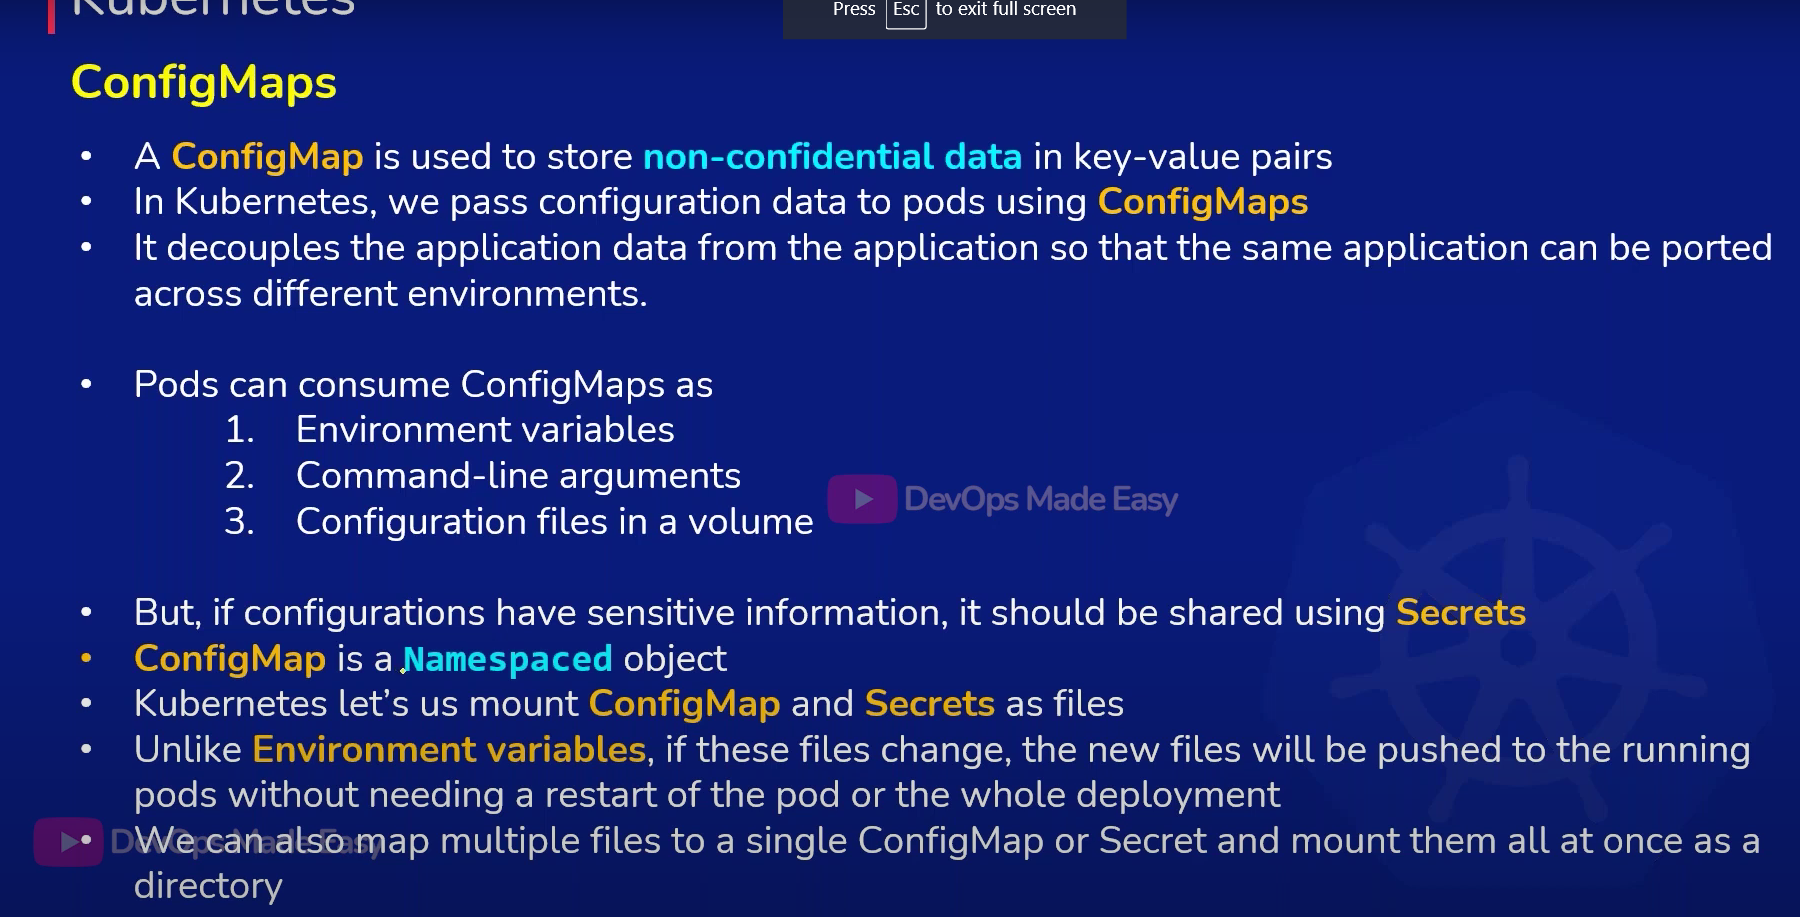 Kubernetes
Press Esc to exit full screen
ConfigMaps
• A ConfigMap is used to store non-confidential data in key-value pairs
• In Kubernetes, we pass configuration data to pods using ConfigMaps
• It decouples the application data from the application so that the same application can be ported
across different environments.
• Pods can consume ConfigMaps as
1. Environment variables
2. Command-line arguments
3. Configuration files in a volume
DevOps Made Easy
• But, if configurations have sensitive information, it should be shared using Secrets
• ConfigMap is a Namespaced object
• Kubernetes let’s us mount ConfigMap and Secrets as files
• Unlike Environment variables, if these files change, the new files will be pushed to the running
pods without needing a restart of the pod or the whole deployment
• We can also map multiple files to a single ConfigMap or Secret and mount them all at once as a
directory
DevOps Made Easy